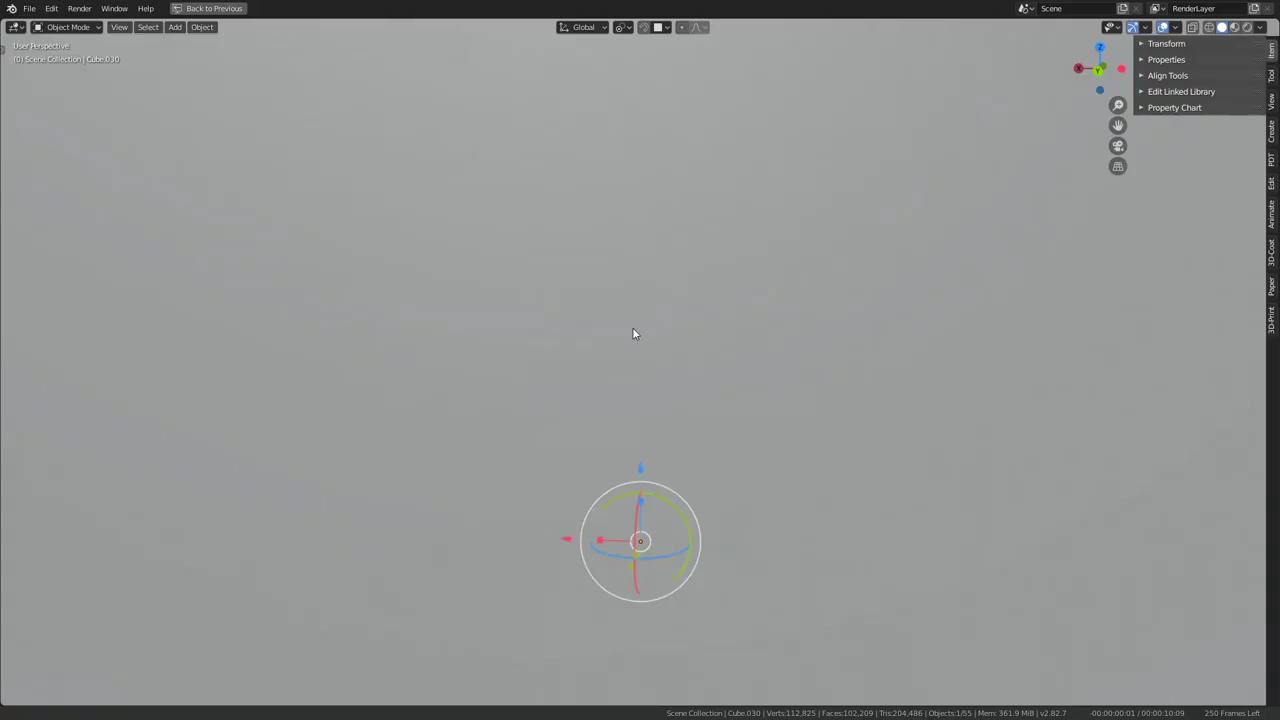 File Edit Render Window Help Back to Previous Scene RenderLayer
Object Mode View Select Add Object Global
User Perspective
(0) Scene Collection | Cube.030
Transform
Properties
Align Tools
Edit Linked Library
Property Chart
Z
X
Y
Item
Tool
View
Create
PDT
Edit
Animate
3D-Coat
Paper
3D-Print
Scene Collection | Cube.030 | Verts:112,825 | Faces:102,209 | Tris:204,486 | Objects:1/55 | Mem: 361.9 MiB | v2.82.7 -00:00:00:01 / 00:00:10:09 250 Frames Left